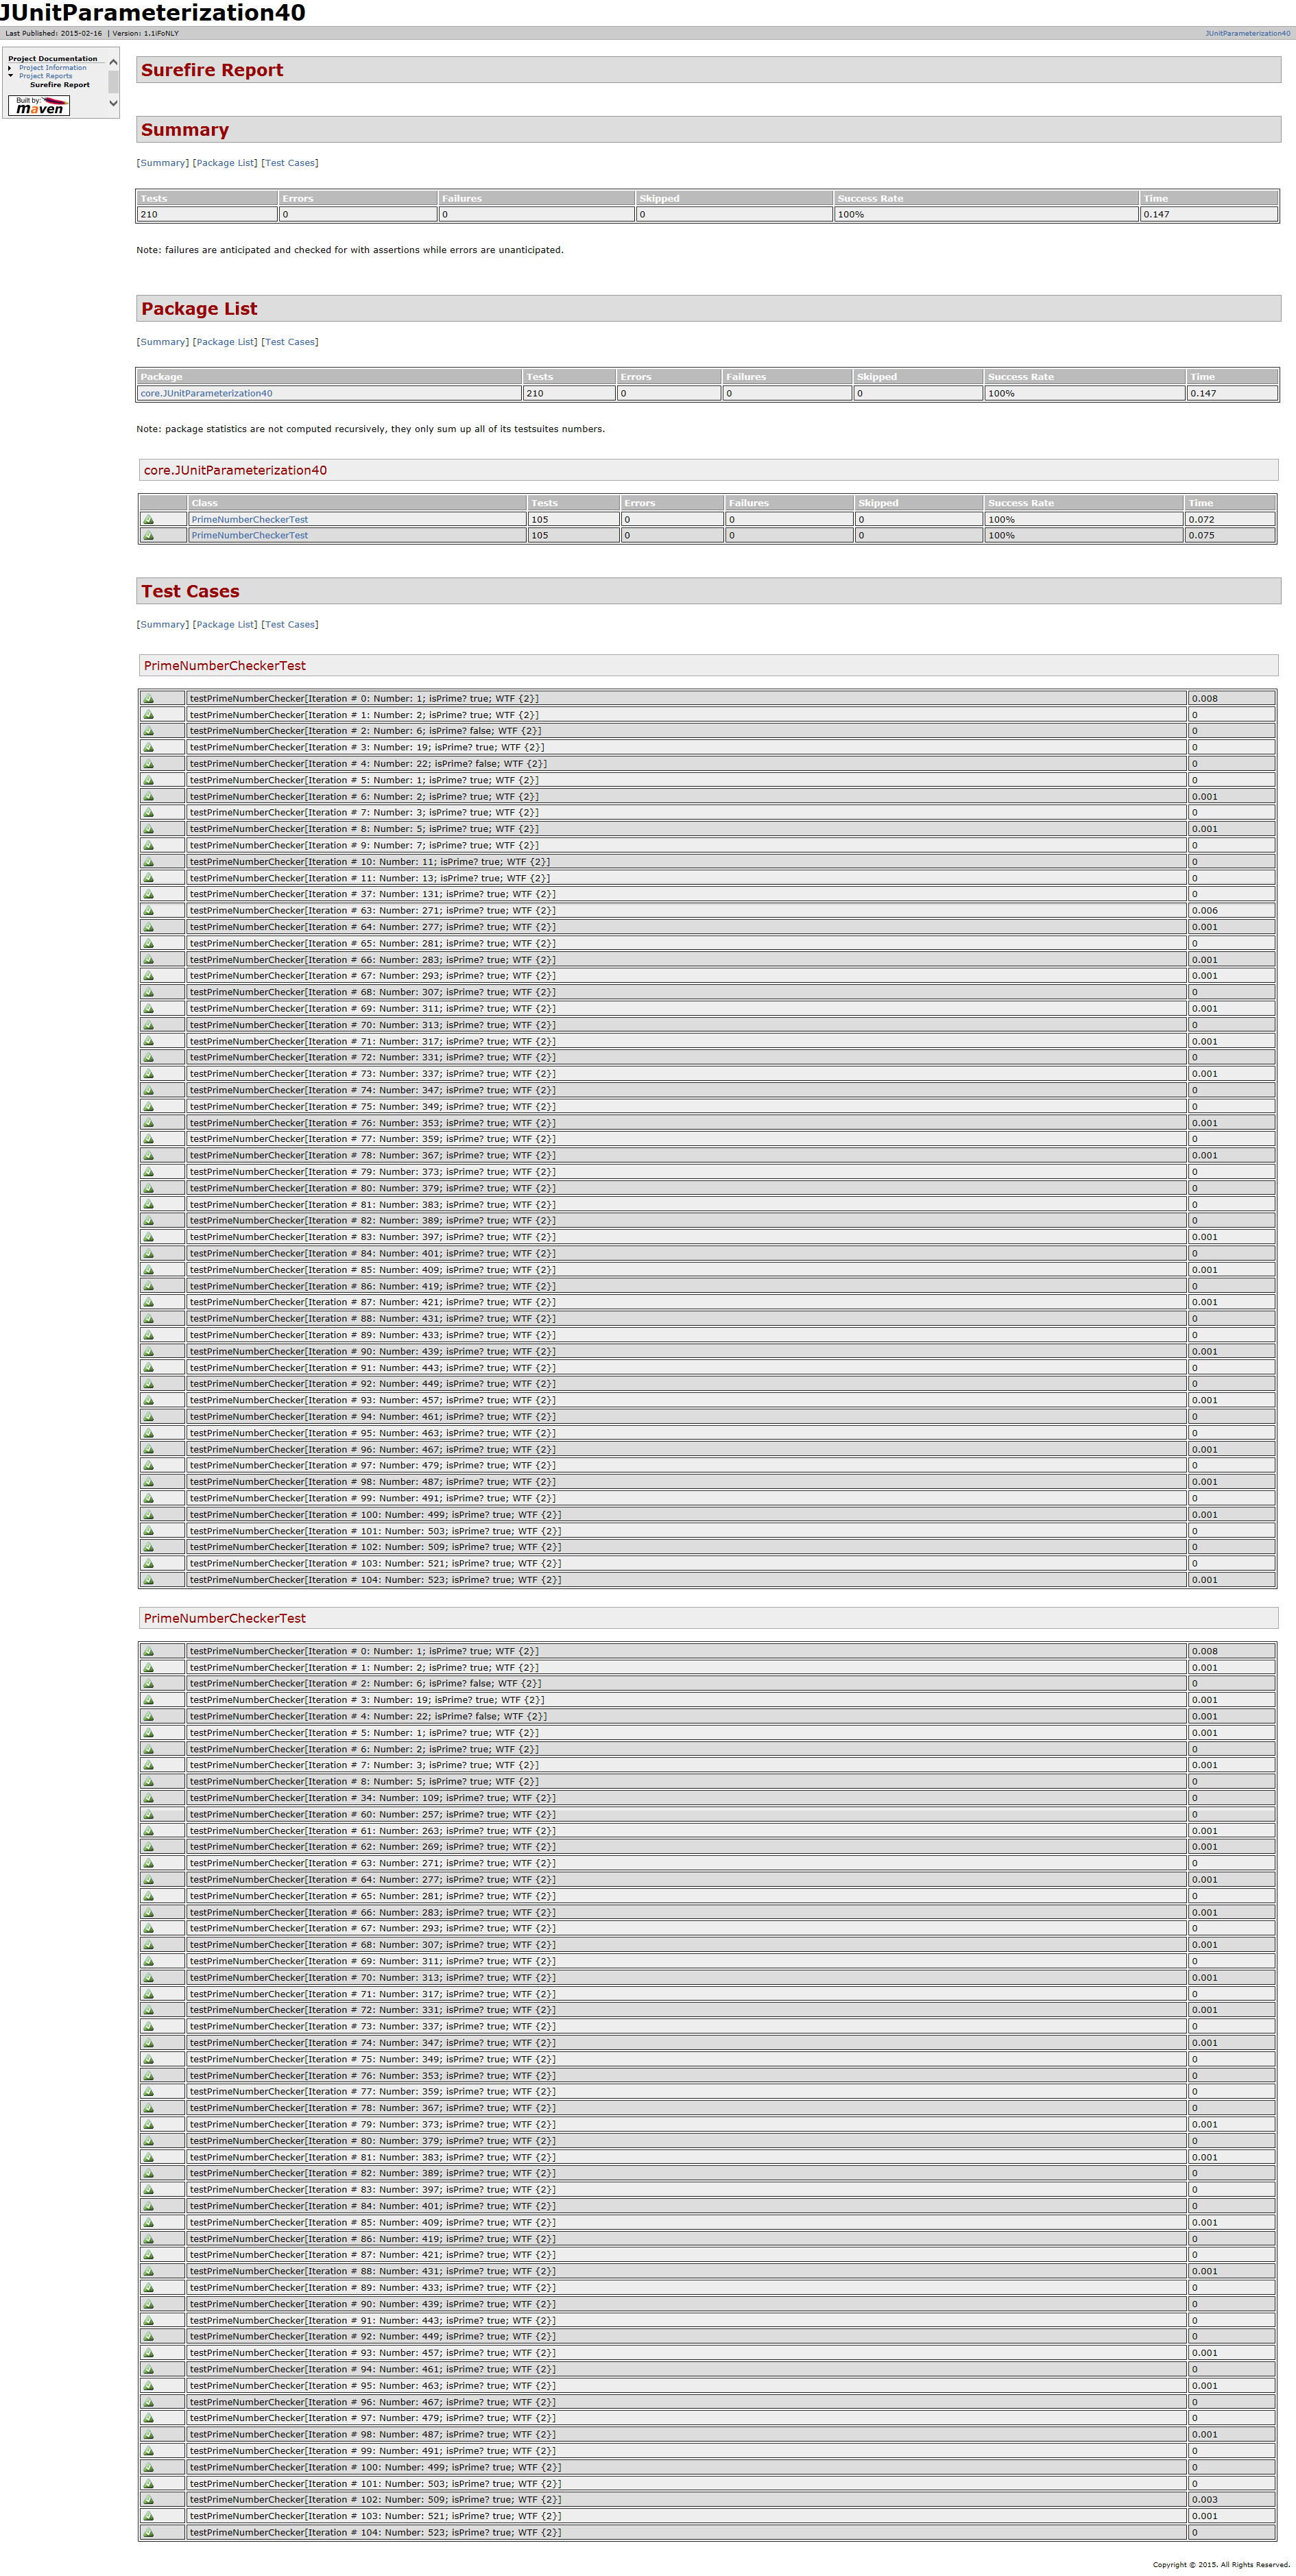 JUnitParameterization40
Last Published: 2015-02-16 | Version: 1.1iFoNLY JUnitParameterization40
Project Documentation
Project Information
Project Reports
Surefire Report
Built by:
maven
Surefire Report
Summary
[Summary] [Package List] [Test Cases]
Tests Errors Failures Skipped Success Rate Time
210 0 0 0 100% 0.147
Note: failures are anticipated and checked for with assertions while errors are unanticipated.
Package List
[Summary] [Package List] [Test Cases]
Package Tests Errors Failures Skipped Success Rate Time
core.JUnitParameterization40 210 0 0 0 100% 0.147
Note: package statistics are not computed recursively, they only sum up all of its testsuites numbers.
core.JUnitParameterization40
Class Tests Errors Failures Skipped Success Rate Time
PrimeNumberCheckerTest 105 0 0 0 100% 0.072
PrimeNumberCheckerTest 105 0 0 0 100% 0.075
Test Cases
[Summary] [Package List] [Test Cases]
PrimeNumberCheckerTest
testPrimeNumberChecker[Iteration # 0: Number: 1; isPrime? true; WTF {2}] 0.008
testPrimeNumberChecker[Iteration # 1: Number: 2; isPrime? true; WTF {2}] 0
testPrimeNumberChecker[Iteration # 2: Number: 6; isPrime? false; WTF {2}] 0
testPrimeNumberChecker[Iteration # 3: Number: 19; isPrime? true; WTF {2}] 0
testPrimeNumberChecker[Iteration # 4: Number: 22; isPrime? false; WTF {2}] 0
testPrimeNumberChecker[Iteration # 5: Number: 1; isPrime? true; WTF {2}] 0
testPrimeNumberChecker[Iteration # 6: Number: 2; isPrime? true; WTF {2}] 0.001
testPrimeNumberChecker[Iteration # 7: Number: 3; isPrime? true; WTF {2}] 0
testPrimeNumberChecker[Iteration # 8: Number: 5; isPrime? true; WTF {2}] 0.001
testPrimeNumberChecker[Iteration # 9: Number: 7; isPrime? true; WTF {2}] 0
testPrimeNumberChecker[Iteration # 10: Number: 11; isPrime? true; WTF {2}] 0
testPrimeNumberChecker[Iteration # 11: Number: 13; isPrime? true; WTF {2}] 0
testPrimeNumberChecker[Iteration # 37: Number: 131; isPrime? true; WTF {2}] 0
testPrimeNumberChecker[Iteration # 63: Number: 271; isPrime? true; WTF {2}] 0.006
testPrimeNumberChecker[Iteration # 64: Number: 277; isPrime? true; WTF {2}] 0.001
testPrimeNumberChecker[Iteration # 65: Number: 281; isPrime? true; WTF {2}] 0
testPrimeNumberChecker[Iteration # 66: Number: 283; isPrime? true; WTF {2}] 0.001
testPrimeNumberChecker[Iteration # 67: Number: 293; isPrime? true; WTF {2}] 0.001
testPrimeNumberChecker[Iteration # 68: Number: 307; isPrime? true; WTF {2}] 0
testPrimeNumberChecker[Iteration # 69: Number: 311; isPrime? true; WTF {2}] 0.001
testPrimeNumberChecker[Iteration # 70: Number: 313; isPrime? true; WTF {2}] 0
testPrimeNumberChecker[Iteration # 71: Number: 317; isPrime? true; WTF {2}] 0.001
testPrimeNumberChecker[Iteration # 72: Number: 331; isPrime? true; WTF {2}] 0
testPrimeNumberChecker[Iteration # 73: Number: 337; isPrime? true; WTF {2}] 0.001
testPrimeNumberChecker[Iteration # 74: Number: 347; isPrime? true; WTF {2}] 0
testPrimeNumberChecker[Iteration # 75: Number: 349; isPrime? true; WTF {2}] 0
testPrimeNumberChecker[Iteration # 76: Number: 353; isPrime? true; WTF {2}] 0.001
testPrimeNumberChecker[Iteration # 77: Number: 359; isPrime? true; WTF {2}] 0
testPrimeNumberChecker[Iteration # 78: Number: 367; isPrime? true; WTF {2}] 0.001
testPrimeNumberChecker[Iteration # 79: Number: 373; isPrime? true; WTF {2}] 0
testPrimeNumberChecker[Iteration # 80: Number: 379; isPrime? true; WTF {2}] 0
testPrimeNumberChecker[Iteration # 81: Number: 383; isPrime? true; WTF {2}] 0
testPrimeNumberChecker[Iteration # 82: Number: 389; isPrime? true; WTF {2}] 0
testPrimeNumberChecker[Iteration # 83: Number: 397; isPrime? true; WTF {2}] 0.001
testPrimeNumberChecker[Iteration # 84: Number: 401; isPrime? true; WTF {2}] 0
testPrimeNumberChecker[Iteration # 85: Number: 409; isPrime? true; WTF {2}] 0.001
testPrimeNumberChecker[Iteration # 86: Number: 419; isPrime? true; WTF {2}] 0
testPrimeNumberChecker[Iteration # 87: Number: 421; isPrime? true; WTF {2}] 0.001
testPrimeNumberChecker[Iteration # 88: Number: 431; isPrime? true; WTF {2}] 0
testPrimeNumberChecker[Iteration # 89: Number: 433; isPrime? true; WTF {2}] 0
testPrimeNumberChecker[Iteration # 90: Number: 439; isPrime? true; WTF {2}] 0.001
testPrimeNumberChecker[Iteration # 91: Number: 443; isPrime? true; WTF {2}] 0
testPrimeNumberChecker[Iteration # 92: Number: 449; isPrime? true; WTF {2}] 0
testPrimeNumberChecker[Iteration # 93: Number: 457; isPrime? true; WTF {2}] 0.001
testPrimeNumberChecker[Iteration # 94: Number: 461; isPrime? true; WTF {2}] 0
testPrimeNumberChecker[Iteration # 95: Number: 463; isPrime? true; WTF {2}] 0
testPrimeNumberChecker[Iteration # 96: Number: 467; isPrime? true; WTF {2}] 0.001
testPrimeNumberChecker[Iteration # 97: Number: 479; isPrime? true; WTF {2}] 0
testPrimeNumberChecker[Iteration # 98: Number: 487; isPrime? true; WTF {2}] 0.001
testPrimeNumberChecker[Iteration # 99: Number: 491; isPrime? true; WTF {2}] 0
testPrimeNumberChecker[Iteration # 100: Number: 499; isPrime? true; WTF {2}] 0.001
testPrimeNumberChecker[Iteration # 101: Number: 503; isPrime? true; WTF {2}] 0
testPrimeNumberChecker[Iteration # 102: Number: 509; isPrime? true; WTF {2}] 0
testPrimeNumberChecker[Iteration # 103: Number: 521; isPrime? true; WTF {2}] 0
testPrimeNumberChecker[Iteration # 104: Number: 523; isPrime? true; WTF {2}] 0.001
PrimeNumberCheckerTest
testPrimeNumberChecker[Iteration # 0: Number: 1; isPrime? true; WTF {2}] 0.008
testPrimeNumberChecker[Iteration # 1: Number: 2; isPrime? true; WTF {2}] 0.001
testPrimeNumberChecker[Iteration # 2: Number: 6; isPrime? false; WTF {2}] 0
testPrimeNumberChecker[Iteration # 3: Number: 19; isPrime? true; WTF {2}] 0.001
testPrimeNumberChecker[Iteration # 4: Number: 22; isPrime? false; WTF {2}] 0.001
testPrimeNumberChecker[Iteration # 5: Number: 1; isPrime? true; WTF {2}] 0.001
testPrimeNumberChecker[Iteration # 6: Number: 2; isPrime? true; WTF {2}] 0
testPrimeNumberChecker[Iteration # 7: Number: 3; isPrime? true; WTF {2}] 0.001
testPrimeNumberChecker[Iteration # 8: Number: 5; isPrime? true; WTF {2}] 0
testPrimeNumberChecker[Iteration # 34: Number: 109; isPrime? true; WTF {2}] 0
testPrimeNumberChecker[Iteration # 60: Number: 257; isPrime? true; WTF {2}] 0
testPrimeNumberChecker[Iteration # 61: Number: 263; isPrime? true; WTF {2}] 0.001
testPrimeNumberChecker[Iteration # 62: Number: 269; isPrime? true; WTF {2}] 0.001
testPrimeNumberChecker[Iteration # 63: Number: 271; isPrime? true; WTF {2}] 0
testPrimeNumberChecker[Iteration # 64: Number: 277; isPrime? true; WTF {2}] 0.001
testPrimeNumberChecker[Iteration # 65: Number: 281; isPrime? true; WTF {2}] 0
testPrimeNumberChecker[Iteration # 66: Number: 283; isPrime? true; WTF {2}] 0.001
testPrimeNumberChecker[Iteration # 67: Number: 293; isPrime? true; WTF {2}] 0
testPrimeNumberChecker[Iteration # 68: Number: 307; isPrime? true; WTF {2}] 0.001
testPrimeNumberChecker[Iteration # 69: Number: 311; isPrime? true; WTF {2}] 0
testPrimeNumberChecker[Iteration # 70: Number: 313; isPrime? true; WTF {2}] 0.001
testPrimeNumberChecker[Iteration # 71: Number: 317; isPrime? true; WTF {2}] 0
testPrimeNumberChecker[Iteration # 72: Number: 331; isPrime? true; WTF {2}] 0.001
testPrimeNumberChecker[Iteration # 73: Number: 337; isPrime? true; WTF {2}] 0
testPrimeNumberChecker[Iteration # 74: Number: 347; isPrime? true; WTF {2}] 0.001
testPrimeNumberChecker[Iteration # 75: Number: 349; isPrime? true; WTF {2}] 0
testPrimeNumberChecker[Iteration # 76: Number: 353; isPrime? true; WTF {2}] 0
testPrimeNumberChecker[Iteration # 77: Number: 359; isPrime? true; WTF {2}] 0
testPrimeNumberChecker[Iteration # 78: Number: 367; isPrime? true; WTF {2}] 0
testPrimeNumberChecker[Iteration # 79: Number: 373; isPrime? true; WTF {2}] 0.001
testPrimeNumberChecker[Iteration # 80: Number: 379; isPrime? true; WTF {2}] 0
testPrimeNumberChecker[Iteration # 81: Number: 383; isPrime? true; WTF {2}] 0.001
testPrimeNumberChecker[Iteration # 82: Number: 389; isPrime? true; WTF {2}] 0
testPrimeNumberChecker[Iteration # 83: Number: 397; isPrime? true; WTF {2}] 0
testPrimeNumberChecker[Iteration # 84: Number: 401; isPrime? true; WTF {2}] 0
testPrimeNumberChecker[Iteration # 85: Number: 409; isPrime? true; WTF {2}] 0.001
testPrimeNumberChecker[Iteration # 86: Number: 419; isPrime? true; WTF {2}] 0
testPrimeNumberChecker[Iteration # 87: Number: 421; isPrime? true; WTF {2}] 0
testPrimeNumberChecker[Iteration # 88: Number: 431; isPrime? true; WTF {2}] 0.001
testPrimeNumberChecker[Iteration # 89: Number: 433; isPrime? true; WTF {2}] 0
testPrimeNumberChecker[Iteration # 90: Number: 439; isPrime? true; WTF {2}] 0
testPrimeNumberChecker[Iteration # 91: Number: 443; isPrime? true; WTF {2}] 0
testPrimeNumberChecker[Iteration # 92: Number: 449; isPrime? true; WTF {2}] 0
testPrimeNumberChecker[Iteration # 93: Number: 457; isPrime? true; WTF {2}] 0.001
testPrimeNumberChecker[Iteration # 94: Number: 461; isPrime? true; WTF {2}] 0
testPrimeNumberChecker[Iteration # 95: Number: 463; isPrime? true; WTF {2}] 0.001
testPrimeNumberChecker[Iteration # 96: Number: 467; isPrime? true; WTF {2}] 0
testPrimeNumberChecker[Iteration # 97: Number: 479; isPrime? true; WTF {2}] 0
testPrimeNumberChecker[Iteration # 98: Number: 487; isPrime? true; WTF {2}] 0.001
testPrimeNumberChecker[Iteration # 99: Number: 491; isPrime? true; WTF {2}] 0
testPrimeNumberChecker[Iteration # 100: Number: 499; isPrime? true; WTF {2}] 0
testPrimeNumberChecker[Iteration # 101: Number: 503; isPrime? true; WTF {2}] 0
testPrimeNumberChecker[Iteration # 102: Number: 509; isPrime? true; WTF {2}] 0.003
testPrimeNumberChecker[Iteration # 103: Number: 521; isPrime? true; WTF {2}] 0.001
testPrimeNumberChecker[Iteration # 104: Number: 523; isPrime? true; WTF {2}] 0
Copyright © 2015. All Rights Reserved.